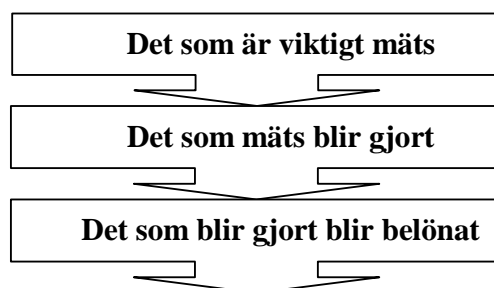 Det som är viktigt mäts
Det som mäts blir gjort
Det som blir gjort blir belönat